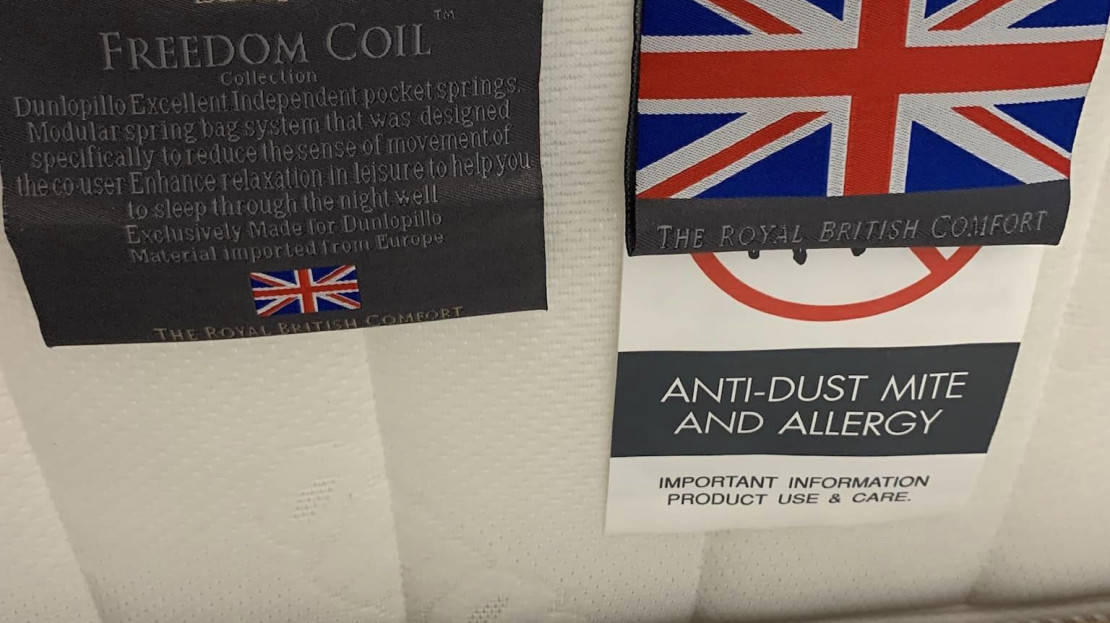 FREEDOM COIL™
Collection
Dunlopillo Excellent Independent pocket springs.
Modular spring bag system that was designed
specifically to reduce the sense of movement of
the co-user Enhance relaxation in leisure to help you
to sleep through the night well
Exclusively Made for Dunlopillo
Material imported from Europe
THE ROYAL BRITISH COMFORT
THE ROYAL BRITISH COMFORT
ANTI-DUST MITE
AND ALLERGY
IMPORTANT INFORMATION
PRODUCT USE & CARE.